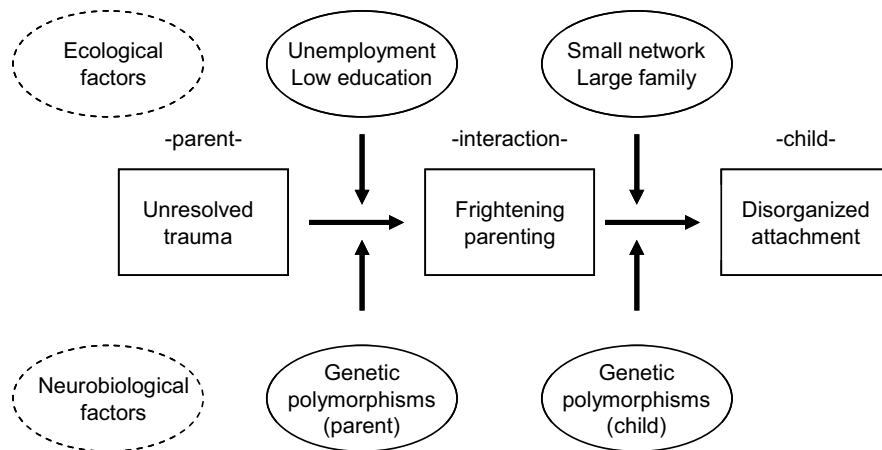 Ecological
factors
Unemployment
Low education
Small network
Large family
-parent-
-interaction-
-child-
Unresolved
trauma
Frightening
parenting
Disorganized
attachment
Neurobiological
factors
Genetic
polymorphisms
(parent)
Genetic
polymorphisms
(child)